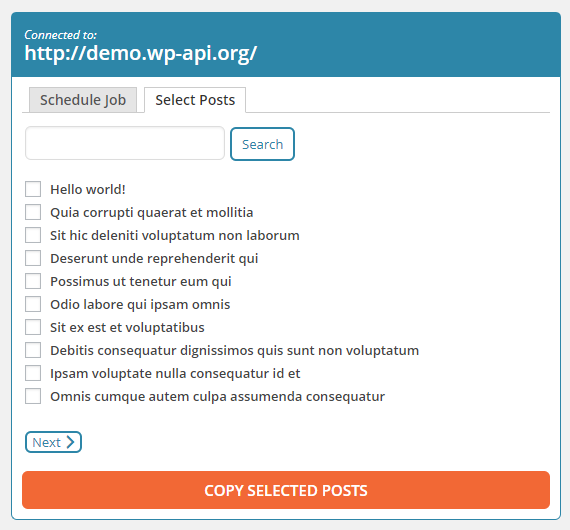 Connected to:
http://demo.wp-api.org/
Schedule Job
Select Posts
Search
Hello world!
Quia corrupti quaerat et mollitia
Sit hic deleniti voluptatum non laborum
Deserunt unde reprehenderit qui
Possimus ut tenetur eum qui
Odio labore qui ipsam omnis
Sit ex est et voluptatibus
Debitis consequatur dignissimos quis sunt non voluptatum
Ipsam voluptate nulla consequatur id et
Omnis cumque autem culpa assumenda consequatur
Next
COPY SELECTED POSTS